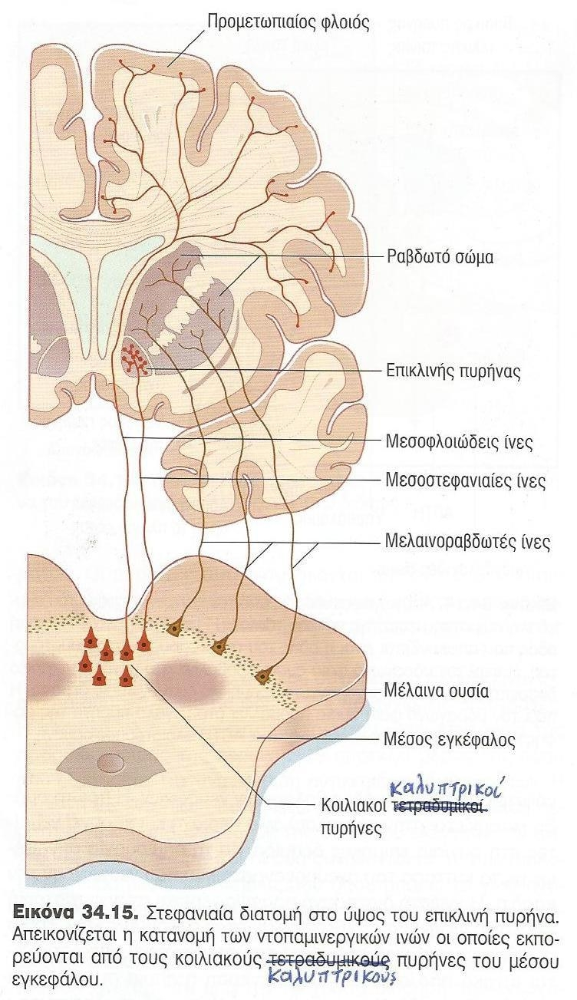 Προμετωπιαίος φλοιός
Ραβδωτό σώμα
Επικλινής πυρήνας
Μεσοφλοιώδεις ίνες
Μεσοστεφανιαίες ίνες
Μελαινοραβδωτές ίνες
Μέλαινα ουσία
Μέσος εγκέφαλος
καλυπτρικοί
Κοιλιακοί τετραδυμικοί
πυρήνες
Εικόνα 34.15. Στεφανιαία διατομή στο ύψος του επικλινή πυρήνα.
Απεικονίζεται η κατανομή των ντοπαμινεργικών ινών οι οποίες εκπο-
ρεύονται από τους κοιλιακούς τετραδυμικούς πυρήνες του μέσου
εγκεφάλου.
καλυπτρικούς